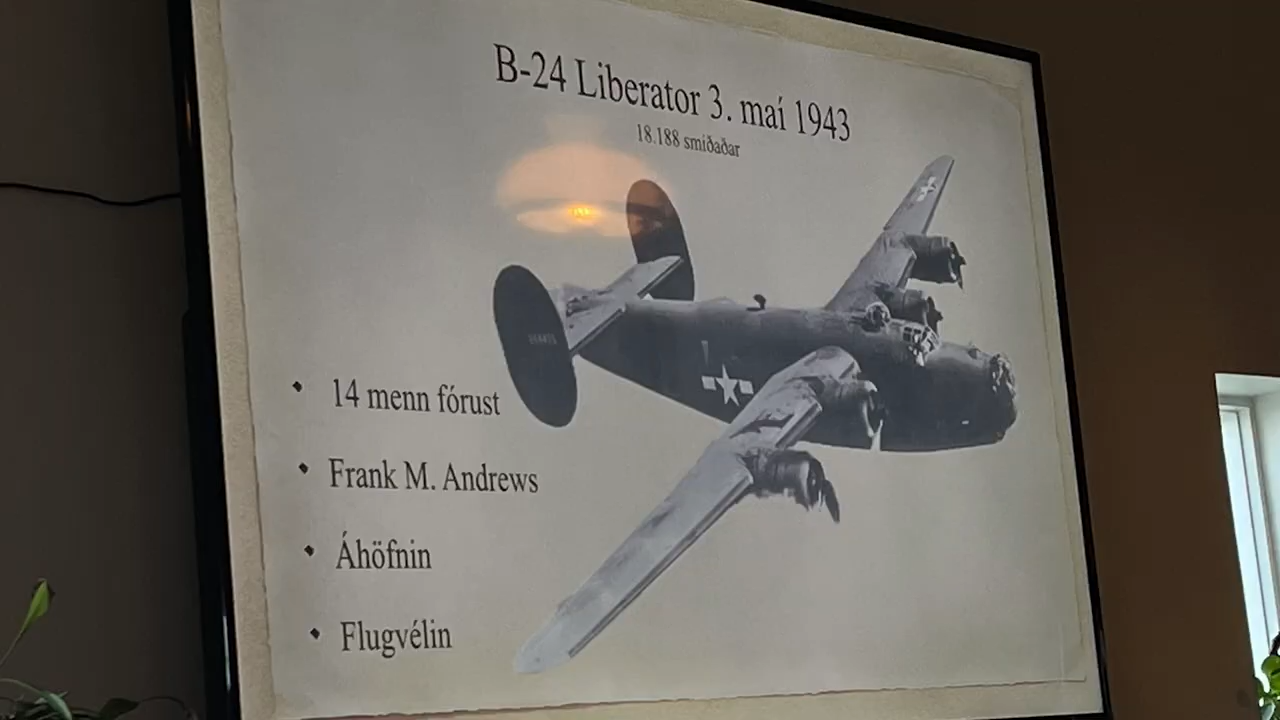 B-24 Liberator 3. maí 1943
18.188 smíðaðar
• 14 menn fórust
• Frank M. Andrews
• Áhöfnin
• Flugvélin